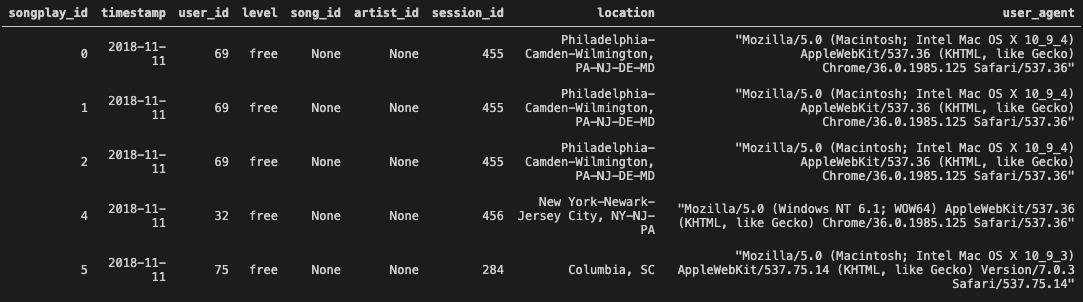 songplay_id timestamp user_id level song_id artist_id session_id location user_agent
0 2018-11-11 69 free None None 455 Philadelphia-Camden-Wilmington, PA-NJ-DE-MD "Mozilla/5.0 (Macintosh; Intel Mac OS X 10_9_4) AppleWebKit/537.36 (KHTML, like Gecko) Chrome/36.0.1985.125 Safari/537.36"
1 2018-11-11 69 free None None 455 Philadelphia-Camden-Wilmington, PA-NJ-DE-MD "Mozilla/5.0 (Macintosh; Intel Mac OS X 10_9_4) AppleWebKit/537.36 (KHTML, like Gecko) Chrome/36.0.1985.125 Safari/537.36"
2 2018-11-11 69 free None None 455 Philadelphia-Camden-Wilmington, PA-NJ-DE-MD "Mozilla/5.0 (Macintosh; Intel Mac OS X 10_9_4) AppleWebKit/537.36 (KHTML, like Gecko) Chrome/36.0.1985.125 Safari/537.36"
4 2018-11-11 32 free None None 456 New York-Newark-Jersey City, NY-NJ-PA "Mozilla/5.0 (Windows NT 6.1; WOW64) AppleWebKit/537.36 (KHTML, like Gecko) Chrome/36.0.1985.125 Safari/537.36"
5 2018-11-11 75 free None None 284 Columbia, SC "Mozilla/5.0 (Macintosh; Intel Mac OS X 10_9_3) AppleWebKit/537.75.14 (KHTML, like Gecko) Version/7.0.3 Safari/537.75.14"